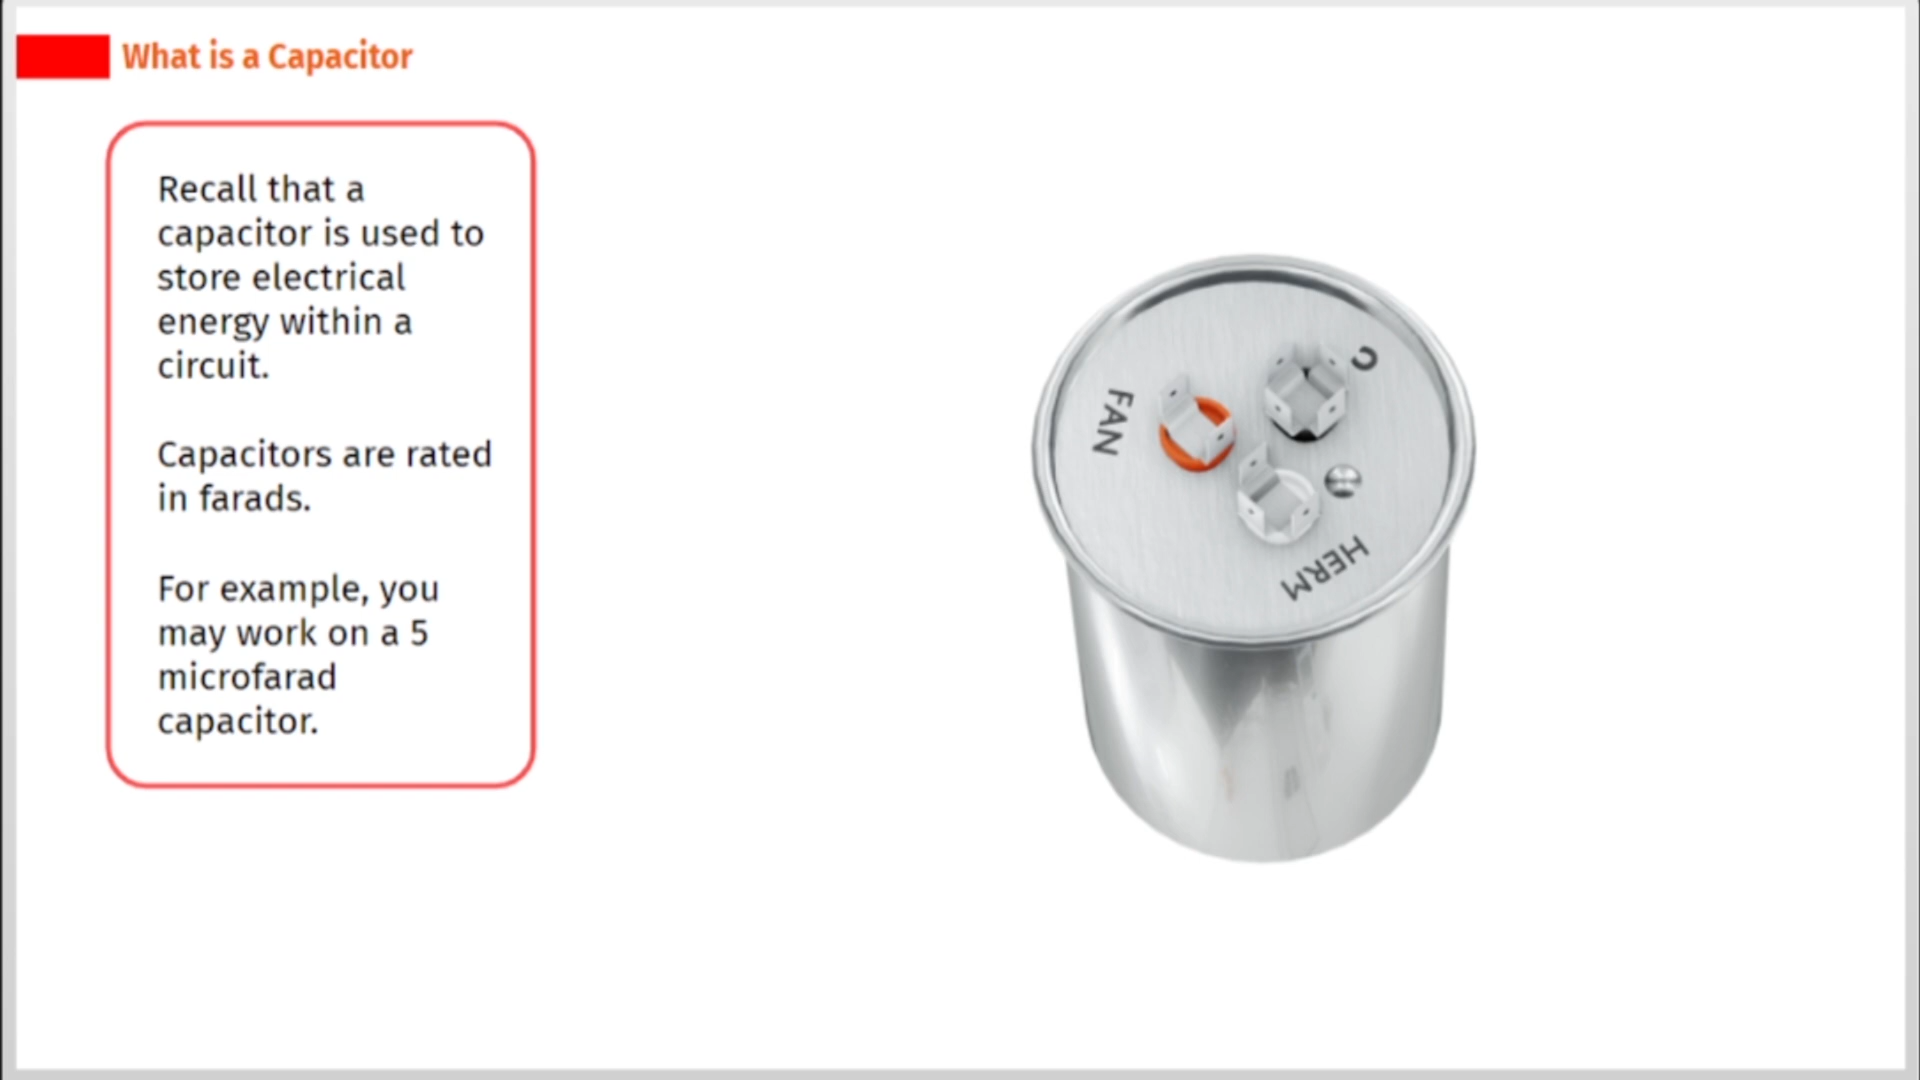 What is a Capacitor
Recall that a
capacitor is used to
store electrical
energy within a
circuit.
Capacitors are rated
in farads.
For example, you
may work on a 5
microfarad
capacitor.
FAN
C
HERM